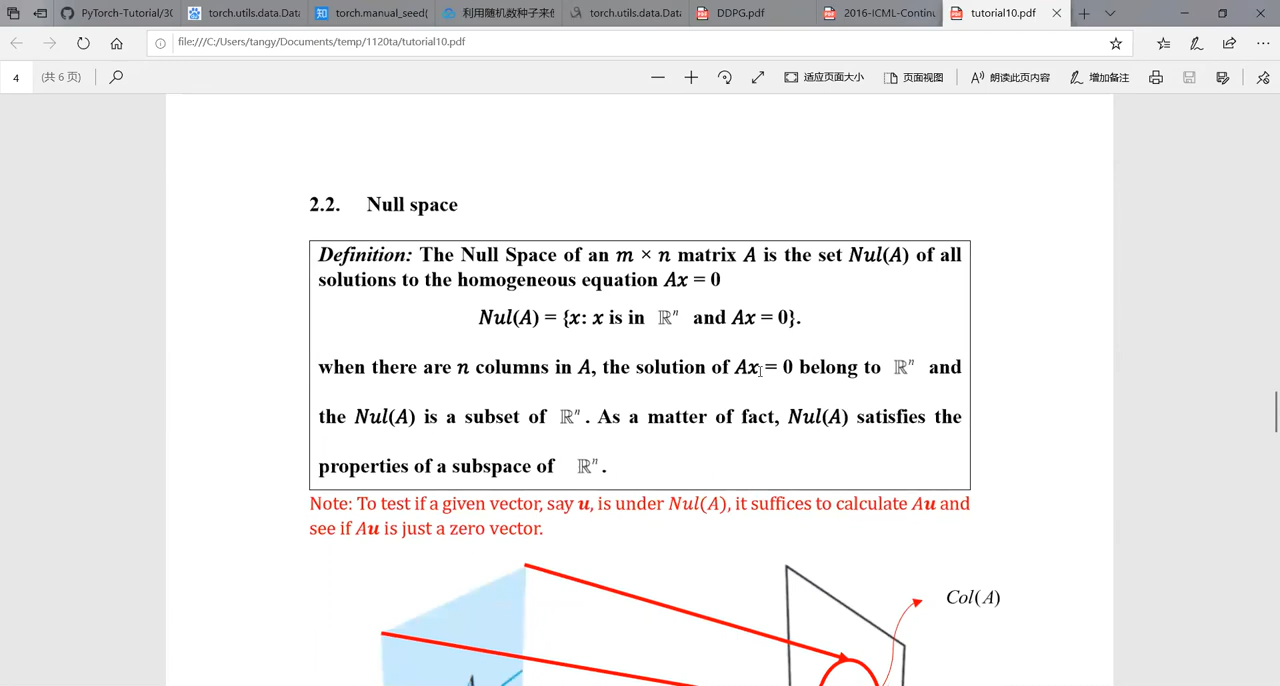 PyTorch-Tutorial/30
torch.utils.data.Data
torch.manual_seed(
利用随机数种子来使
torch.utils.data.Data
DDPG.pdf
2016-ICML-Continu
tutorial10.pdf
file:///C:/Users/tangy/Documents/temp/1120ta/tutorial10.pdf
4 (共 6 页) 适应页面大小 页面视图 朗读此页内容 增加备注
2.2. Null space
Definition: The Null Space of an m × n matrix A is the set Nul(A) of all
solutions to the homogeneous equation Ax = 0
Nul(A) = {x: x is in ℝⁿ and Ax = 0}.
when there are n columns in A, the solution of Ax = 0 belong to ℝⁿ and
the Nul(A) is a subset of ℝⁿ. As a matter of fact, Nul(A) satisfies the
properties of a subspace of ℝⁿ.
Note: To test if a given vector, say u, is under Nul(A), it suffices to calculate Au and
see if Au is just a zero vector.
Col(A)